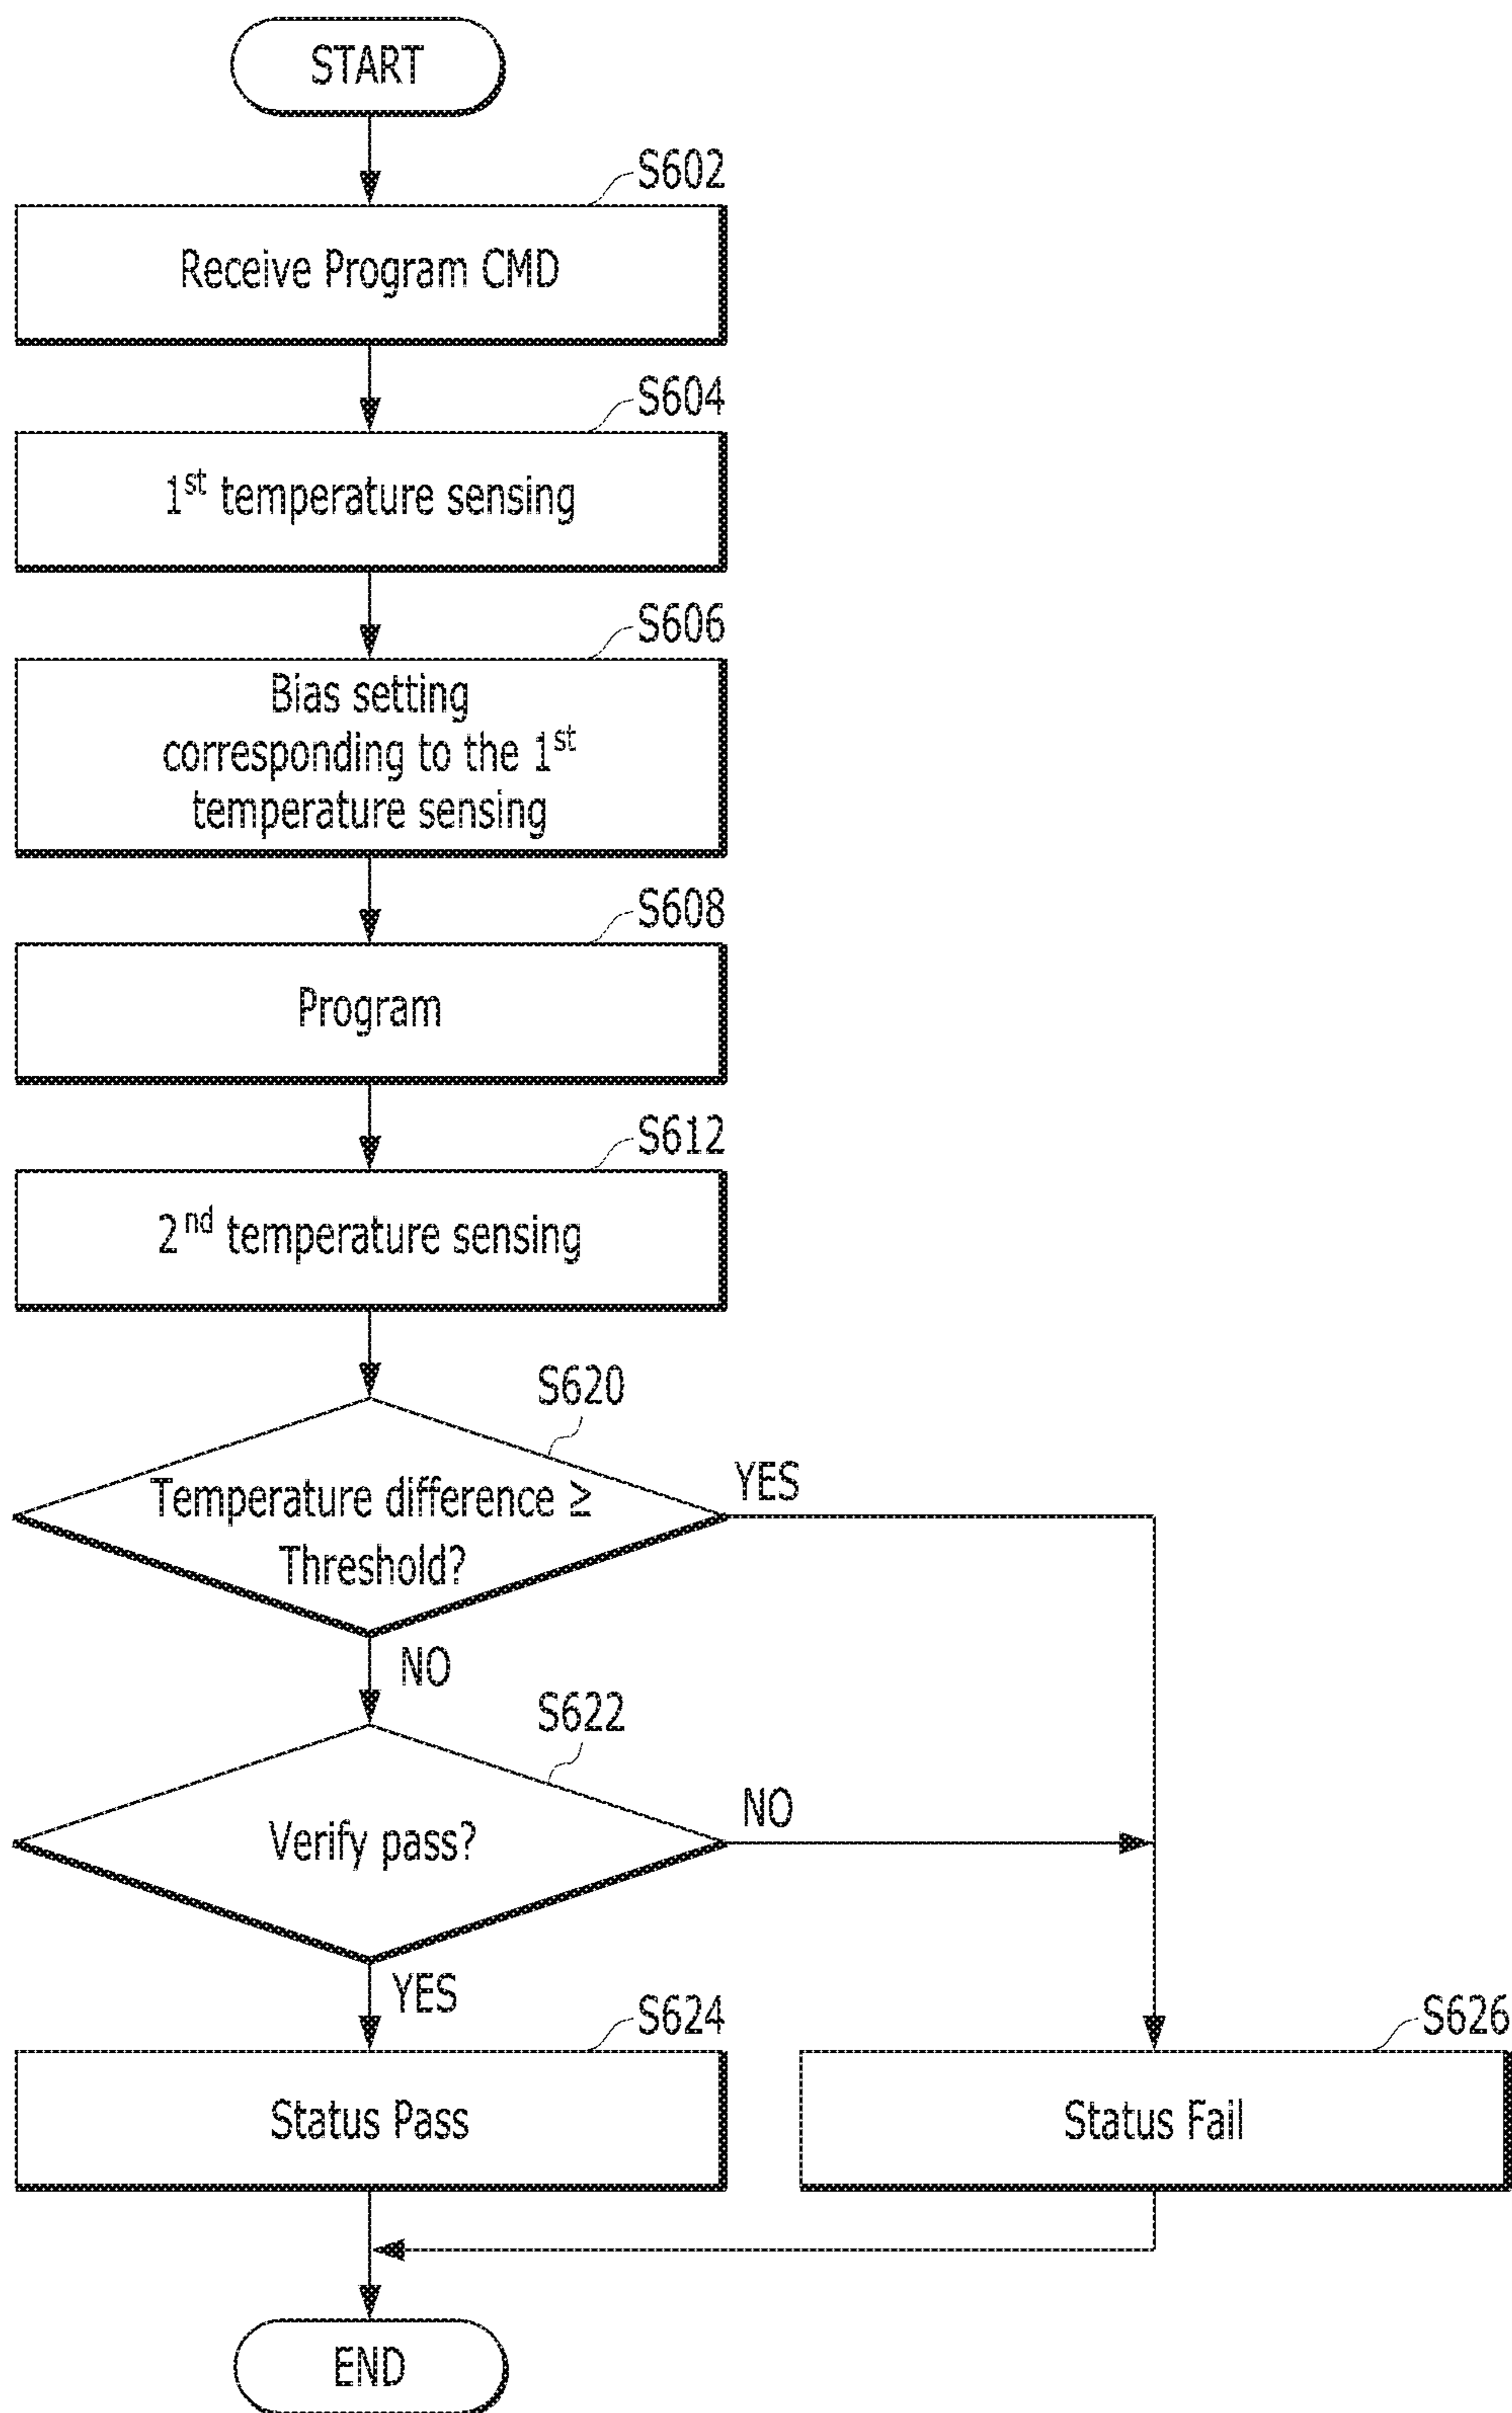 START
S602
Receive Program CMD
S604
1st temperature sensing
S606
Bias setting
corresponding to the 1st
temperature sensing
S608
Program
S612
2nd temperature sensing
S620
Temperature difference ≥
Threshold?
YES
NO
S622
Verify pass?
NO
YES
S624
Status Pass
S626
Status Fail
END